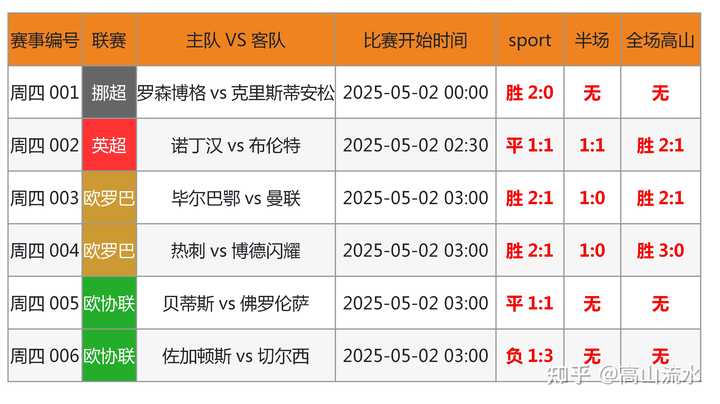 赛事编号 联赛 主队 VS 客队 比赛开始时间 sport 半场 全场高山
周四 001 挪超 罗森博格 vs 克里斯蒂安松 2025-05-02 00:00 胜 2:0 无 无
周四 002 英超 诺丁汉 vs 布伦特 2025-05-02 02:30 平 1:1 1:1 胜 2:1
周四 003 欧罗巴 毕尔巴鄂 vs 曼联 2025-05-02 03:00 胜 2:1 1:0 胜 2:1
周四 004 欧罗巴 热刺 vs 博德闪耀 2025-05-02 03:00 胜 2:1 1:0 胜 3:0
周四 005 欧协联 贝蒂斯 vs 佛罗伦萨 2025-05-02 03:00 平 1:1 无 无
周四 006 欧协联 佐加顿斯 vs 切尔西 2025-05-02 03:00 负 1:3 无 无
知乎 @高山流水